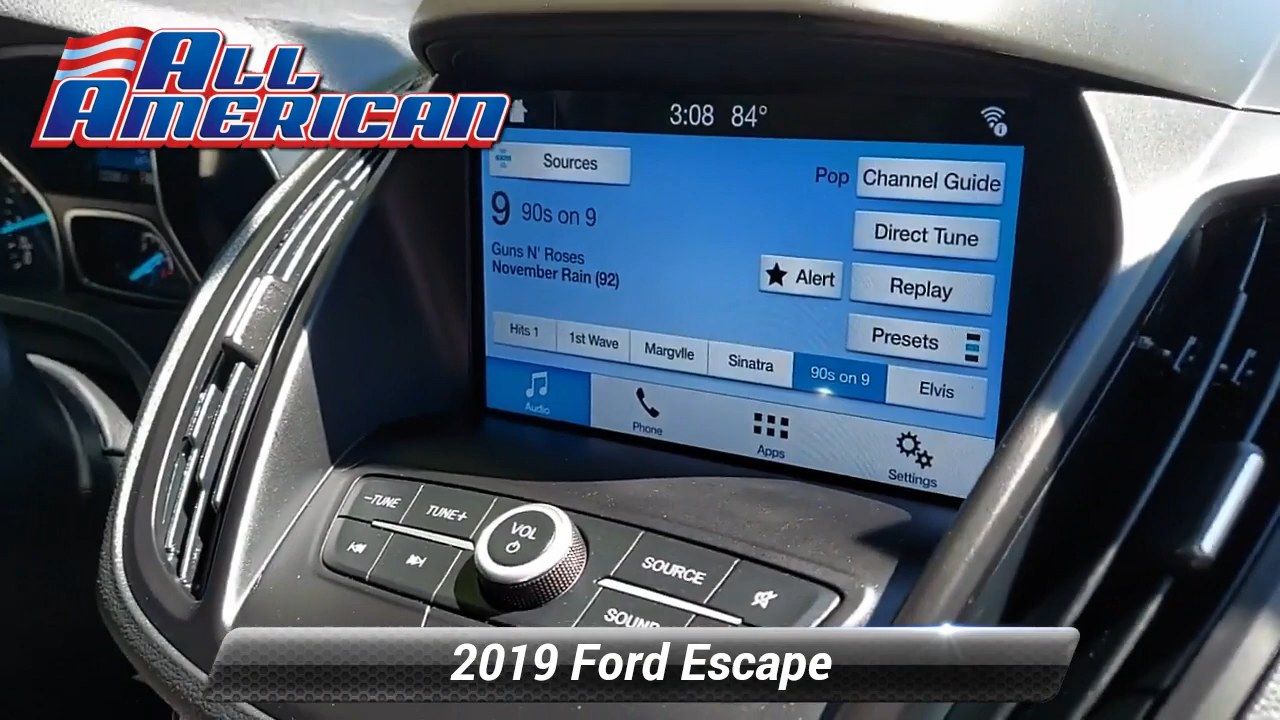 ALL
AMERICAN
3:08 84°
Sources
Pop
Channel Guide
9 90s on 9
Direct Tune
Guns N' Roses
November Rain (92)
Alert
Replay
Presets
Hits 1
1st Wave
Margvlle
Sinatra
90s on 9
Elvis
Audio
Phone
Apps
Settings
-TUNE
TUNE+
VOL
SOURCE
SOUND
2019 Ford Escape